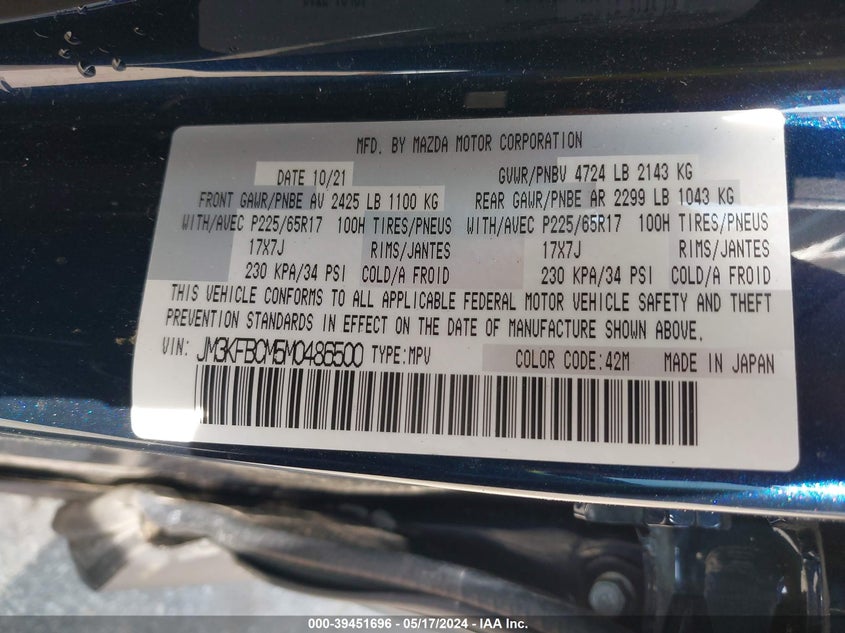 MFD. BY MAZDA MOTOR CORPORATION
DATE 10/21 GVWR/PNBV 4724 LB 2143 KG
FRONT GAWR/PNBE AV 2425 LB 1100 KG REAR GAWR/PNBE AR 2299 LB 1043 KG
WITH/AVEC P225/65R17 100H TIRES/PNEUS WITH/AVEC P225/65R17 100H TIRES/PNEUS
17X7J RIMS/JANTES 17X7J RIMS/JANTES
230 KPA/34 PSI COLD/A FROID 230 KPA/34 PSI COLD/A FROID
THIS VEHICLE CONFORMS TO ALL APPLICABLE FEDERAL MOTOR VEHICLE SAFETY AND THEFT
PREVENTION STANDARDS IN EFFECT ON THE DATE OF MANUFACTURE SHOWN ABOVE.
VIN: JM3KFBCM5M0486500 TYPE:MPV COLOR CODE:42M MADE IN JAPAN
000-39451696 - 05/17/2024 - IAA Inc.